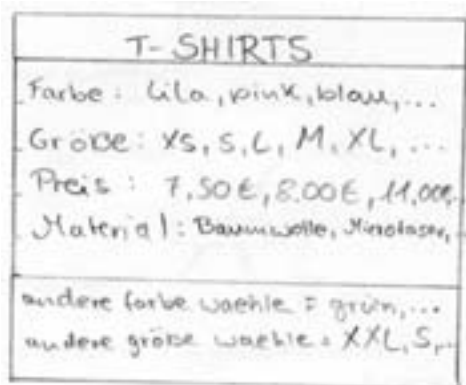 T-SHIRTS
Farbe: Lila, pink, blau, ...
Größe: XS, S, L, M, XL, ...
Preis: 7,50€, 8.00€, 11,00€
Material: Baumwolle,
andere farbe waehle = grün, ...
andere größe waehle = XXL, S, ..